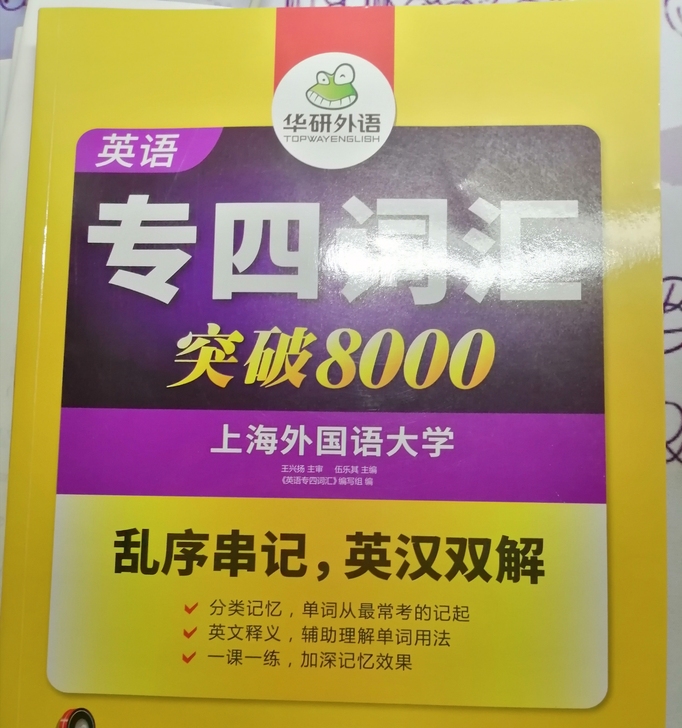 华研外语
TOPWAYENGLISH
英语
专四词汇
突破8000
上海外国语大学
王兴扬 主审 伍乐其 主编
《英语专四词汇》编写组 编
乱序串记，英汉双解
分类记忆，单词从最常考的记起
英文释义，辅助理解单词用法
一课一练，加深记忆效果